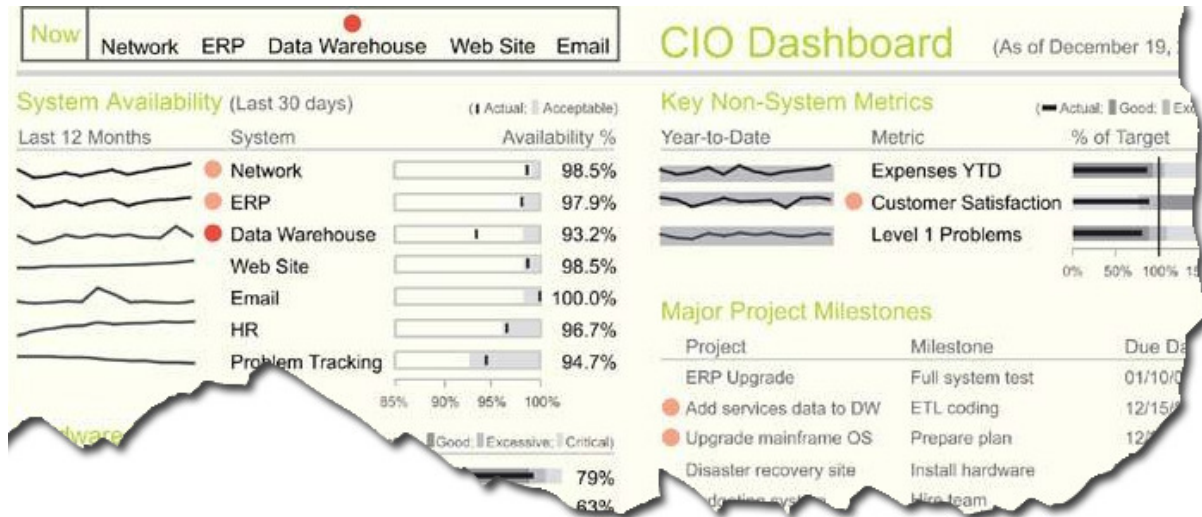 Now Network ERP Data Warehouse Web Site Email
CIO Dashboard (As of December 19,
System Availability (Last 30 days) (Actual; Acceptable)
Last 12 Months System Availability %
Network 98.5%
ERP 97.9%
Data Warehouse 93.2%
Web Site 98.5%
Email 100.0%
HR 96.7%
Problem Tracking 94.7%
85% 90% 95% 100%
Good; Excessive; Critical)
79%
63%
Key Non-System Metrics (Actual; Good;
Year-to-Date Metric % of Target
Expenses YTD
Customer Satisfaction
Level 1 Problems
0% 50% 100%
Major Project Milestones
Project Milestone Due
ERP Upgrade Full system test 01/10/
Add services data to DW ETL coding 12/15/
Upgrade mainframe OS Prepare plan 12/
Disaster recovery site Install hardware
Hire team